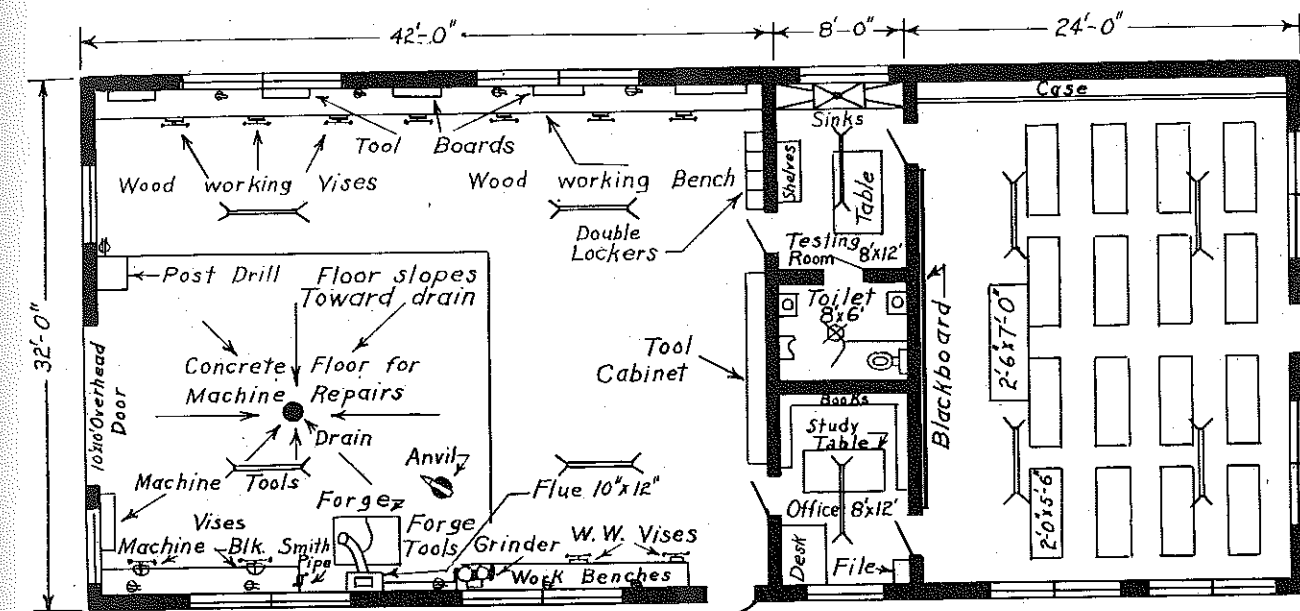 42'-0"
8'-0"
24'-0"
32'-0"
Case
Sinks
Tool Boards
Wood working Vises
Wood working Bench
Shelves
Table
Double
Lockers
Testing
Room 8'x12'
Post Drill
Floor slopes
Toward drain
Toilet
8'x6'
Blackboard
2'-6"x7'-0"
Concrete Floor for
Machine Repairs
Tool
Cabinet
10'x10' Overhead
Door
Drain
Books
Study
Table
Anvil
Machine Tools
Forge
Flue 10"x12"
Office 8'x12'
2'-0"x5'-6"
Vises
Machine Blk. Smith
Pipe
Forge
Tools
Grinder
W.W. Vises
Work Benches
Desk
File